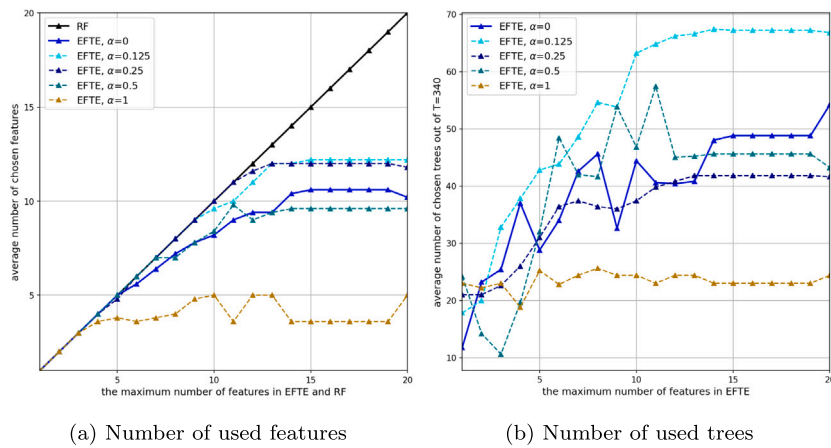 RF
EFTE, α=0
EFTE, α=0.125
EFTE, α=0.25
EFTE, α=0.5
EFTE, α=1
average number of chosen features
20
15
10
5
5
10
15
20
the maximum number of features in EFTE and RF
(a) Number of used features
EFTE, α=0
EFTE, α=0.125
EFTE, α=0.25
EFTE, α=0.5
EFTE, α=1
average number of chosen trees out of T=340
70
60
50
40
30
20
10
5
10
15
20
the maximum number of features in EFTE
(b) Number of used trees